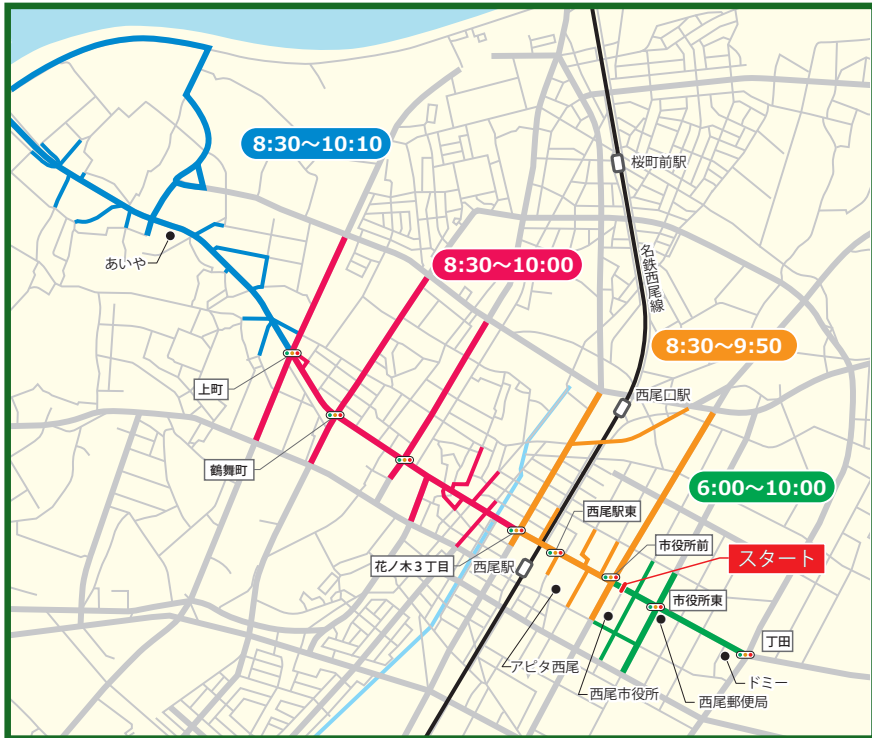 8:30～10:10
桜町前駅
あいや
8:30～10:00
名鉄西尾線
8:30～9:50
上町
西尾口駅
鶴舞町
6:00～10:00
西尾駅東
市役所前
スタート
花ノ木３丁目
西尾駅
市役所東
丁田
アピタ西尾
西尾市役所
ドミー
西尾郵便局